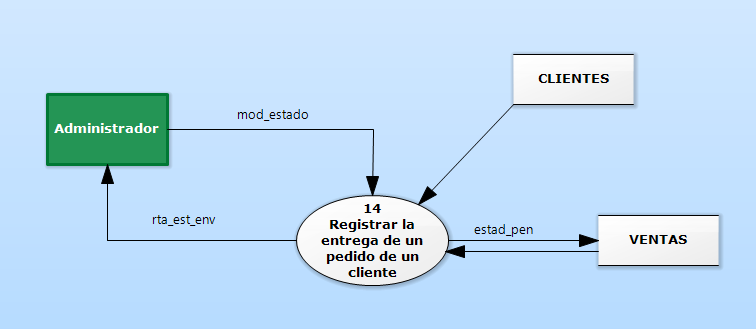 CLIENTES
mod_estado
Administrador
14
Registrar la
entrega de un
pedido de un
cliente
rta_est_env
estad_pen
VENTAS